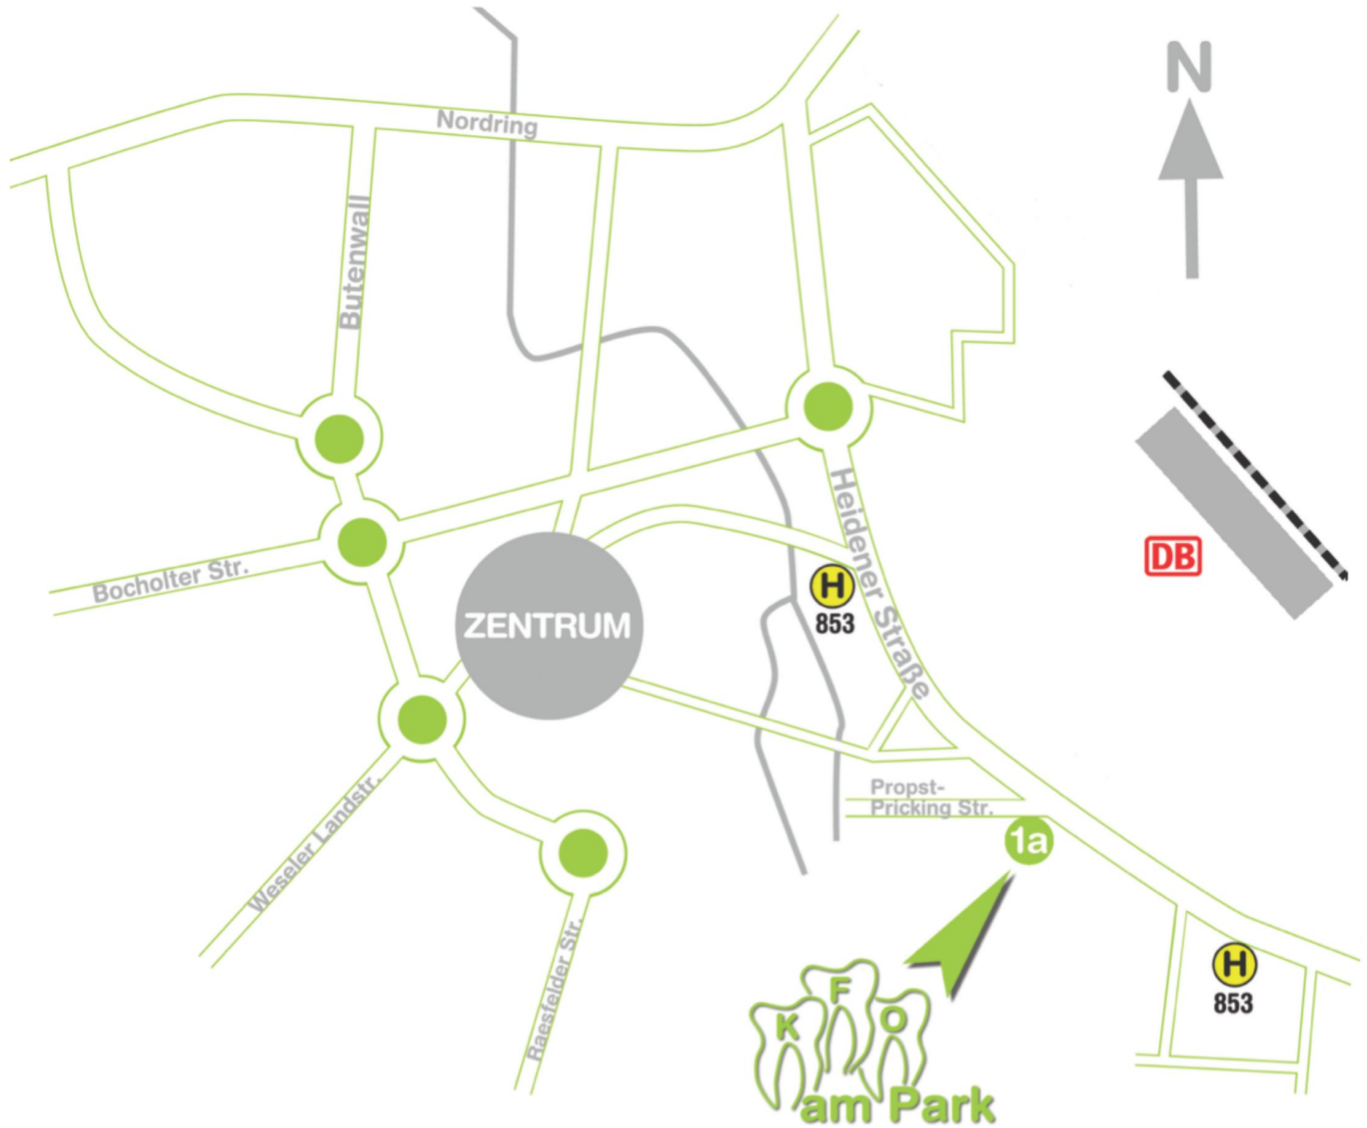 N
Nordring
Butenwall
Heidener Straße
DB
Bocholter Str.
ZENTRUM
H
853
Propst-
Pricking Str.
1a
Weseler Landstr.
Raesfelder Str.
H
853
K F O
am Park